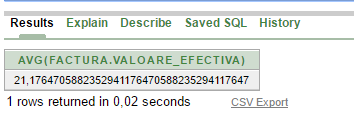 Results Explain Describe Saved SQL History
AVG(FACTURA.VALOARE_EFECTIVA)
21,1764705882352941176470588235294117647
1 rows returned in 0,02 seconds CSV Export